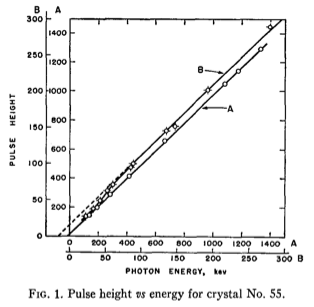 B A
300
1400
250
1200
200 1000
800
150
600
100
400
50
200
0 0
PULSE HEIGHT
B
A
0 200 400 600 800 1000 1200 1400 A
0 50 100 150 200 250 300 B
PHOTON ENERGY, kev
FIG. 1. Pulse height vs energy for crystal No. 55.